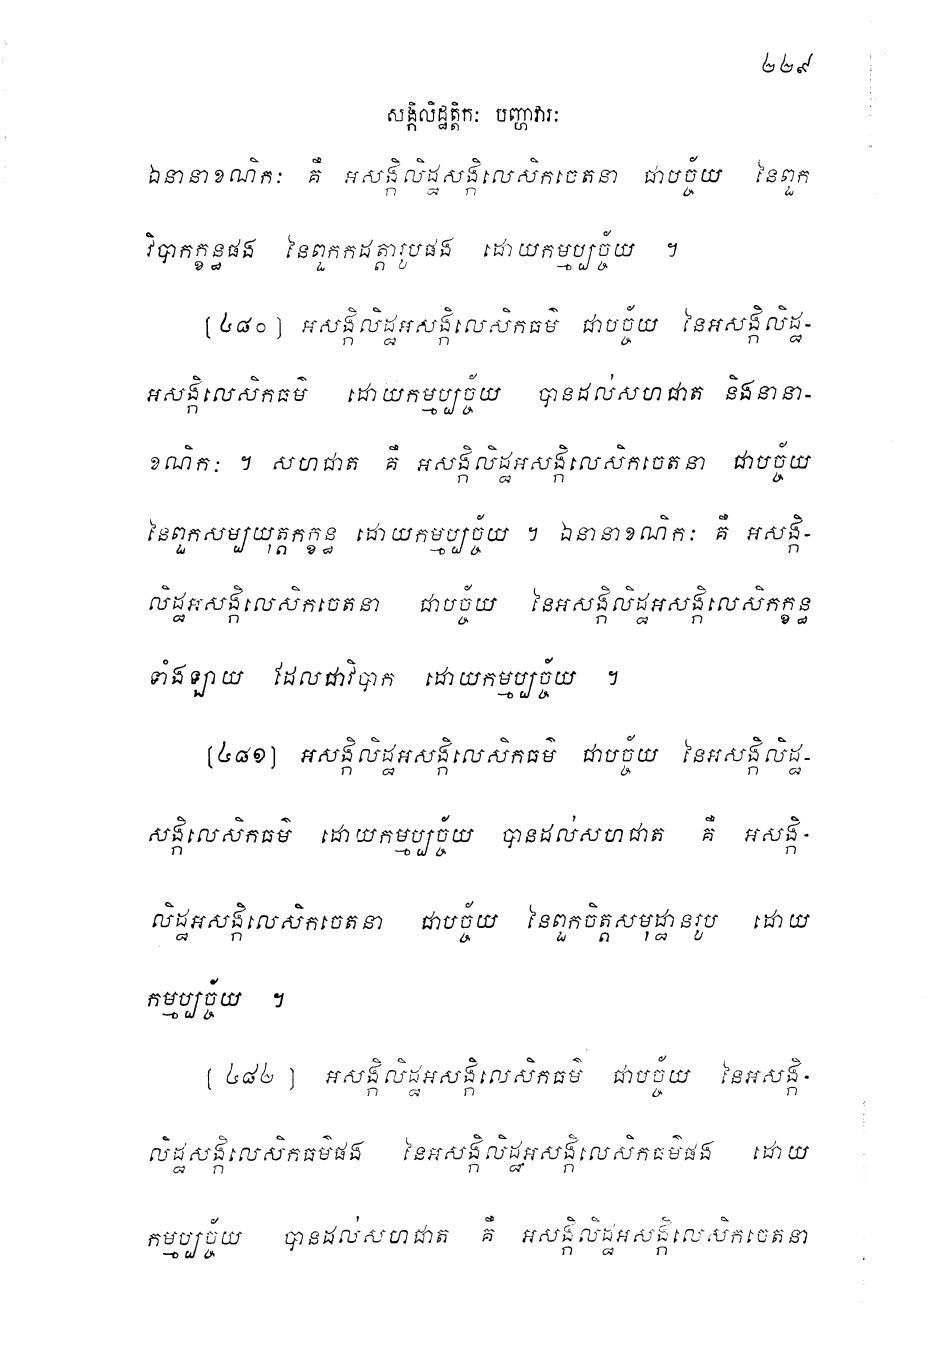 ២២៩
សង្កិលិដ្ឋត្តិកៈ បញ្ហាវារៈ
ឯនានាខណិកៈ គឺ អសង្កិលិដ្ឋសង្កិលេសិកចេតនា ជាបច្ច័យ នៃពួក
វិបាកក្ខន្ធផង នៃពួកកដត្តារូបផង ដោយកម្មប្បច្ច័យ ។
(៤៨០) អសង្កិលិដ្ឋអសង្កិលេសិកធម៌ ជាបច្ច័យ នៃអសង្កិលិដ្ឋ-
អសង្កិលេសិកធម៌ ដោយកម្មប្បច្ច័យ បានដល់សហជាត និងនានា-
ខណិកៈ ។ សហជាត គឺ អសង្កិលិដ្ឋអសង្កិលេសិកចេតនា ជាបច្ច័យ
នៃពួកសម្បយុត្តកក្ខន្ធ ដោយកម្មប្បច្ច័យ ។ ឯនានាខណិកៈ គឺ អសង្កិ-
លិដ្ឋអសង្កិលេសិកចេតនា ជាបច្ច័យ នៃអសង្កិលិដ្ឋអសង្កិលេសិកក្ខន្ធ
ទាំងឡាយ ដែលជាវិបាក ដោយកម្មប្បច្ច័យ ។
(៤៨១) អសង្កិលិដ្ឋអសង្កិលេសិកធម៌ ជាបច្ច័យ នៃអសង្កិលិដ្ឋ-
សង្កិលេសិកធម៌ ដោយកម្មប្បច្ច័យ បានដល់សហជាត គឺ អសង្កិ-
លិដ្ឋអសង្កិលេសិកចេតនា ជាបច្ច័យ នៃពួកចិត្តសមុដ្ឋានរូប ដោយ
កម្មប្បច្ច័យ ។
(៤៨២) អសង្កិលិដ្ឋអសង្កិលេសិកធម៌ ជាបច្ច័យ នៃអសង្កិ-
លិដ្ឋសង្កិលេសិកធម៌ផង នៃអសង្កិលិដ្ឋអសង្កិលេសិកធម៌ផង ដោយ
កម្មប្បច្ច័យ បានដល់សហជាត គឺ អសង្កិលិដ្ឋអសង្កិលេសិកចេតនា